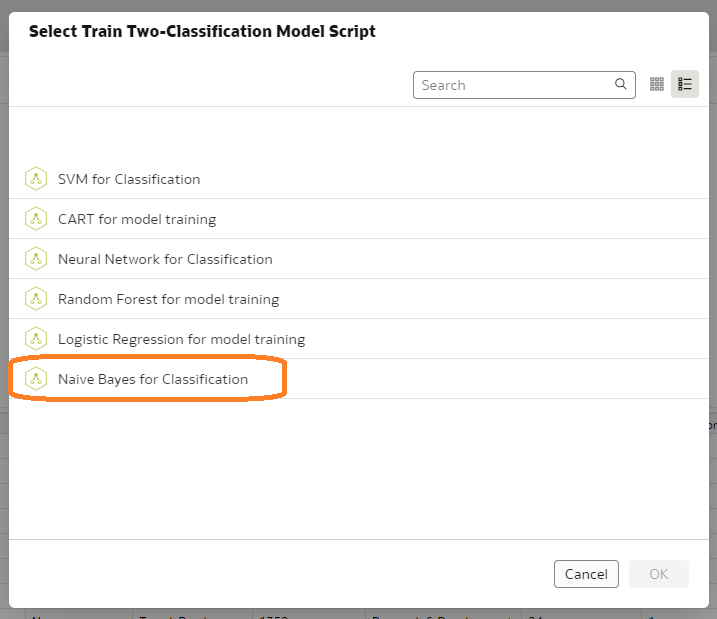 Select Train Two-Classification Model Script
Search
SVM for Classification
CART for model training
Neural Network for Classification
Random Forest for model training
Logistic Regression for model training
Naive Bayes for Classification
Cancel
OK